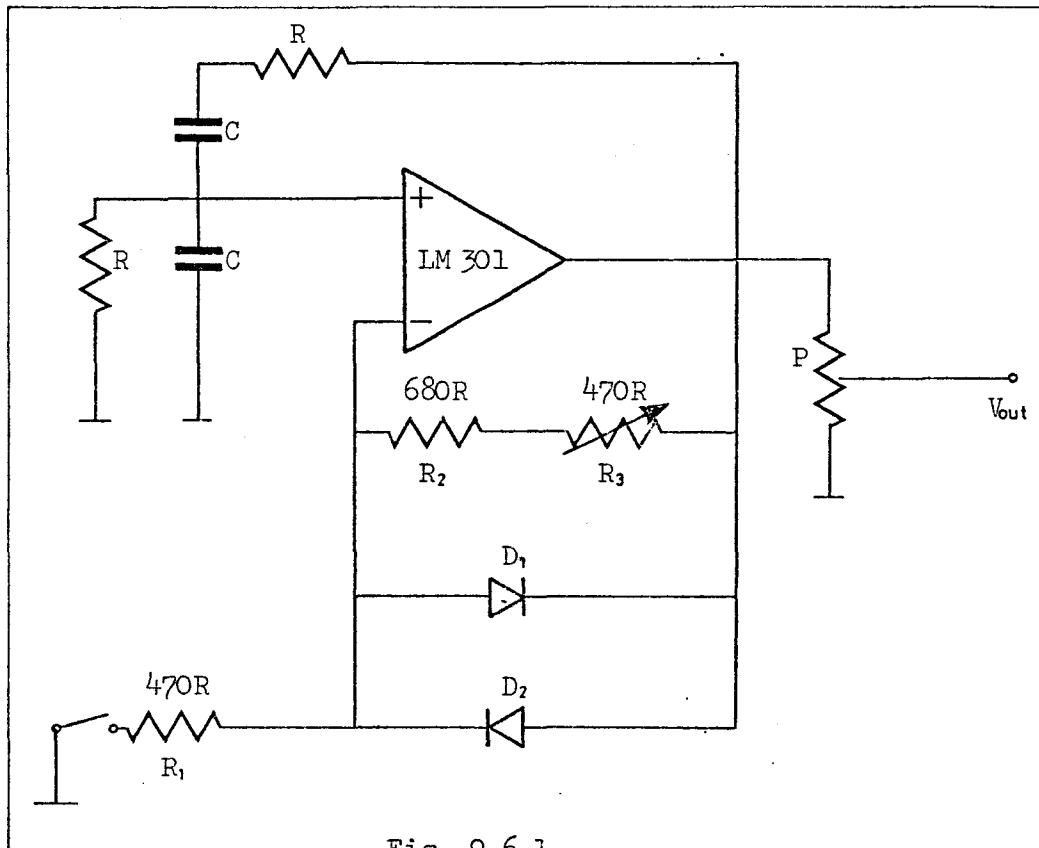 R
C
+
R
C
LM 301
−
680R
470R
P
Vout
R₂
R₃
D₁
470R
D₂
R₁
Fig. 9.6.1